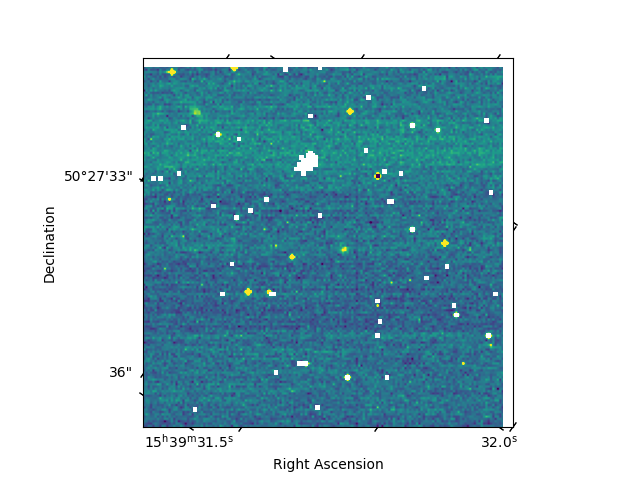 50°27'33"
Declination
36"
15ʰ39ᵐ31.5ˢ
32.0ˢ
Right Ascension